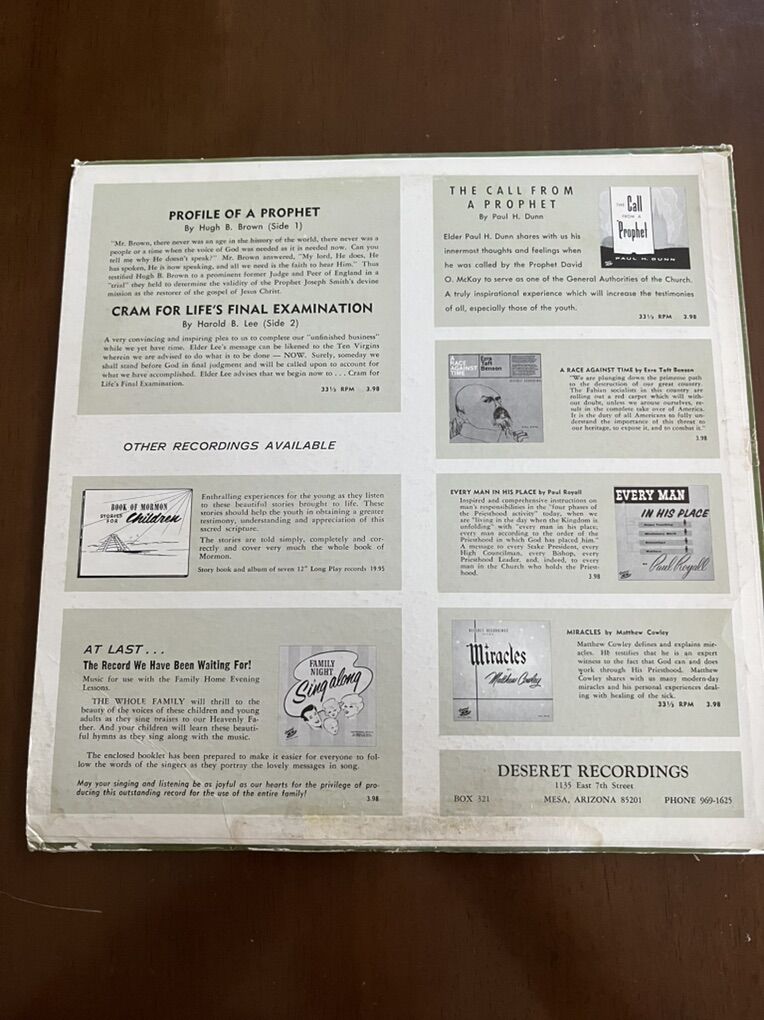 PROFILE OF A PROPHET
By Hugh B. Brown (Side 1)
"Mr. Brown, there never was an age in the history of the world, there never was a
people or a time when the voice of God was needed as it is needed now. Can you
tell me why He doesn't speak?" Mr. Brown answered, "My lord, he does, He
has spoken, He is now speaking, and all we need is the faith to hear Him." Thus
testified Hugh B. Brown to a prominent former Judge and Peer of England in a
"trial" they held to determine the validity of the Prophet Joseph Smith's devine
mission as the restorer of the gospel of Jesus Christ.
CRAM FOR LIFE'S FINAL EXAMINATION
By Harold B. Lee (Side 2)
A very convincing and inspiring plea to us to complete our "unfinished business"
while we yet have time. Elder Lee's message can be likened to the Ten Virgins
wherein we are advised to do what is to be done — NOW. Surely, someday we
shall stand before God in final judgment and will be called upon to account for
what we have accomplished. Elder Lee advises that we begin now to . . . Cram for
Life's Final Examination.
33⅓ RPM 3.98
OTHER RECORDINGS AVAILABLE
BOOK OF MORMON
STORIES FOR Children
Enthralling experiences for the young as they listen
to these beautiful stories brought to life. These
stories should help the youth in obtaining a greater
testimony, understanding and appreciation of this
sacred scripture.
The stories are told simply, completely and cor-
rectly and cover very much the whole book of
Mormon.
Story book and album of seven 12" Long Play records 19.95
AT LAST . . .
The Record We Have Been Waiting For!
Music for use with the Family Home Evening
Lessons.
THE WHOLE FAMILY will thrill to the
beauty of the voices of these children and young
adults as they sing praises to our Heavenly Fa-
ther. And your children will learn these beauti-
ful hymns as they sing along with the music.
FAMILY
NIGHT
Sing along
The enclosed booklet has been prepared to make it easier for everyone to fol-
low the words of the singers as they portray the lovely messages in song.
May your singing and listening be as joyful as our hearts for the privilege of pro-
ducing this outstanding record for the use of the entire family!
3.98
THE CALL FROM
A PROPHET
By Paul H. Dunn
Elder Paul H. Dunn shares with us his
innermost thoughts and feelings when
he was called by the Prophet David
O. McKay to serve as one of the General Authorities of the Church.
A truly inspirational experience which will increase the testimonies
of all, especially those of the youth.
33⅓ RPM 3.98
THE Call
FROM A
Prophet
PAUL H. DUNN
A
RACE
AGAINST
TIME
Ezra
Taft
Benson
A RACE AGAINST TIME by Ezra Taft Benson
"We are plunging down the primrose path
to the destruction of our great country.
The Fabian socialists in this country are
rolling out a red carpet which will with-
out doubt, unless we arouse ourselves, re-
sult in the complete take over of America.
It is the duty of all Americans to fully un-
derstand the importance of this threat to
our heritage, to expose it, and to combat it."
3.98
EVERY MAN IN HIS PLACE by Paul Royall
Inspired and comprehensive instructions on
man's responsibilities in the "four phases of
the Priesthood activity" today, when we
are "living in the day when the Kingdom is
unfolding" with "every man in his place;
every man according to the order of the
Priesthood in which God has placed him."
A message to every Stake President, every
High Councilman, every Bishop, every
Priesthood Leader, and, indeed, to every
man in the Church who holds the Priest-
hood.
3.98
EVERY MAN
IN HIS PLACE
Paul Royall
DESERET RECORDINGS
Miracles
BY
Matthew Cowley
MIRACLES by Matthew Cowley
Matthew Cowley defines and explains mir-
acles. He testifies that he is an expert
witness to the fact that God can and does
work through His Priesthood. Matthew
Cowley shares with us many modern-day
miracles and his personal experiences deal-
ing with healing of the sick.
33⅓ RPM 3.98
DESERET RECORDINGS
1135 East 7th Street
BOX 321 MESA, ARIZONA 85201 PHONE 969-1625